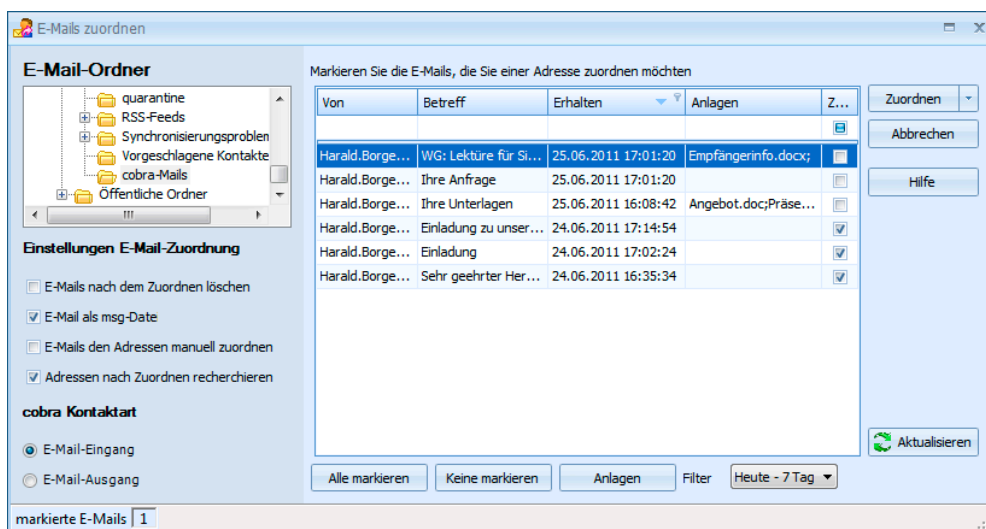 E-Mails zuordnen
E-Mail-Ordner
quarantine
RSS-Feeds
Synchronisierungsproblen
Vorgeschlagene Kontakte
cobra-Mails
Öffentliche Ordner
Einstellungen E-Mail-Zuordnung
E-Mails nach dem Zuordnen löschen
E-Mail als msg-Date
E-Mails den Adressen manuell zuordnen
Adressen nach Zuordnen recherchieren
cobra Kontaktart
E-Mail-Eingang
E-Mail-Ausgang
Markieren Sie die E-Mails, die Sie einer Adresse zuordnen möchten
Von Betreff Erhalten Anlagen Z...
Harald.Borge... WG: Lektüre für Si... 25.06.2011 17:01:20 Empfängerinfo.docx;
Harald.Borge... Ihre Anfrage 25.06.2011 17:01:20
Harald.Borge... Ihre Unterlagen 25.06.2011 16:08:42 Angebot.doc;Präse...
Harald.Borge... Einladung zu unser... 24.06.2011 17:14:54
Harald.Borge... Einladung 24.06.2011 17:02:24
Harald.Borge... Sehr geehrter Her... 24.06.2011 16:35:34
Zuordnen
Abbrechen
Hilfe
Aktualisieren
Alle markieren Keine markieren Anlagen Filter Heute - 7 Tag
markierte E-Mails 1